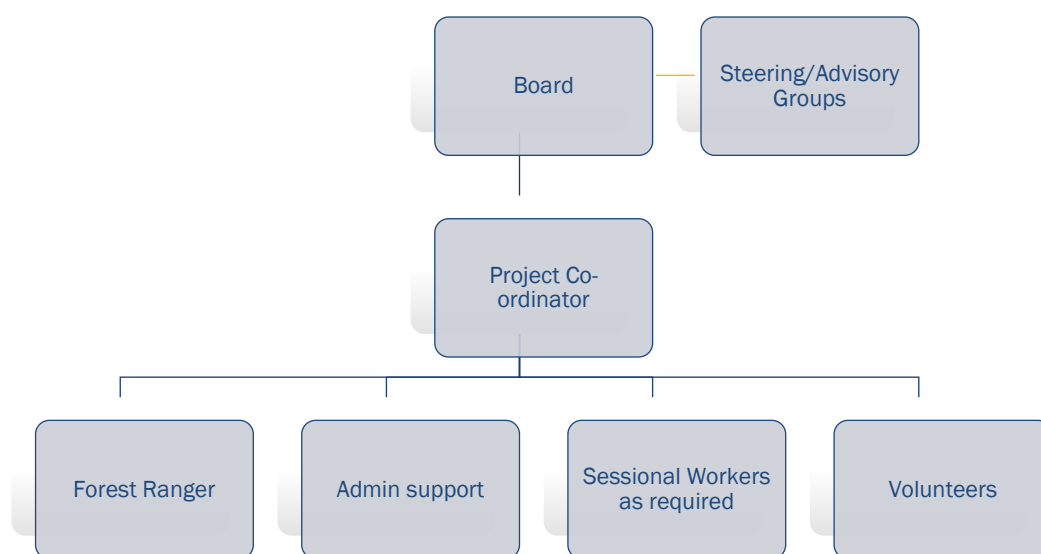 Board
Steering/Advisory
Groups
Project Co-
ordinator
Forest Ranger
Admin support
Sessional Workers
as required
Volunteers